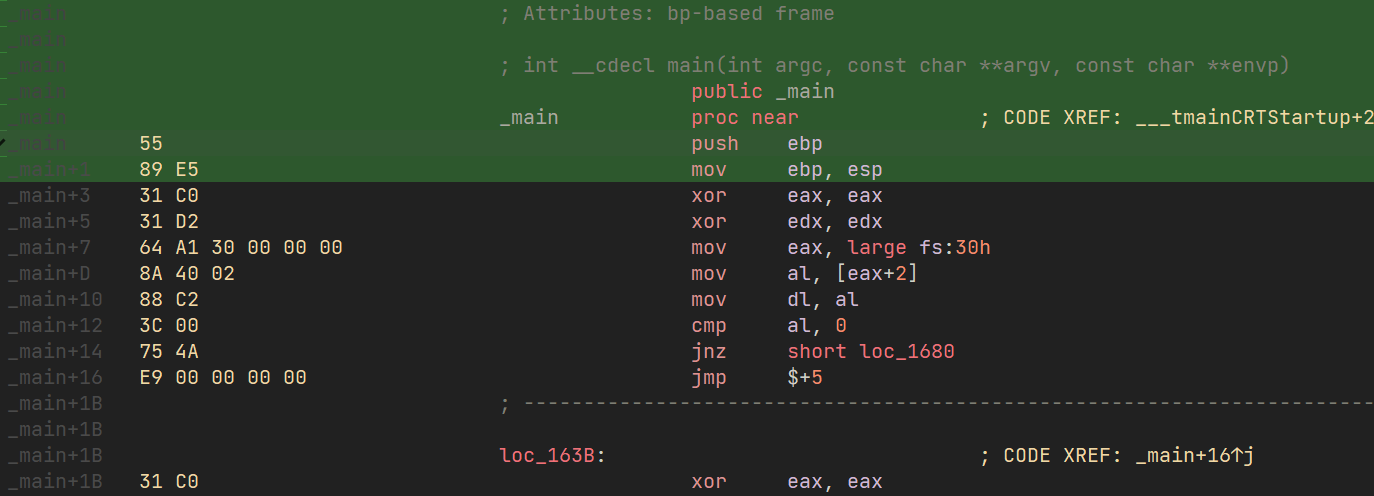 _main ; Attributes: bp-based frame
_main
_main ; int __cdecl main(int argc, const char **argv, const char **envp)
_main public _main
_main _main proc near ; CODE XREF: ___tmainCRTStartup+2
_main 55 push ebp
_main+1 89 E5 mov ebp, esp
_main+3 31 C0 xor eax, eax
_main+5 31 D2 xor edx, edx
_main+7 64 A1 30 00 00 00 mov eax, large fs:30h
_main+D 8A 40 02 mov al, [eax+2]
_main+10 88 C2 mov dl, al
_main+12 3C 00 cmp al, 0
_main+14 75 4A jnz short loc_1680
_main+16 E9 00 00 00 00 jmp $+5
_main+1B ; ---------------------------------------------------------------------------
_main+1B
_main+1B loc_163B: ; CODE XREF: _main+16↑j
_main+1B 31 C0 xor eax, eax